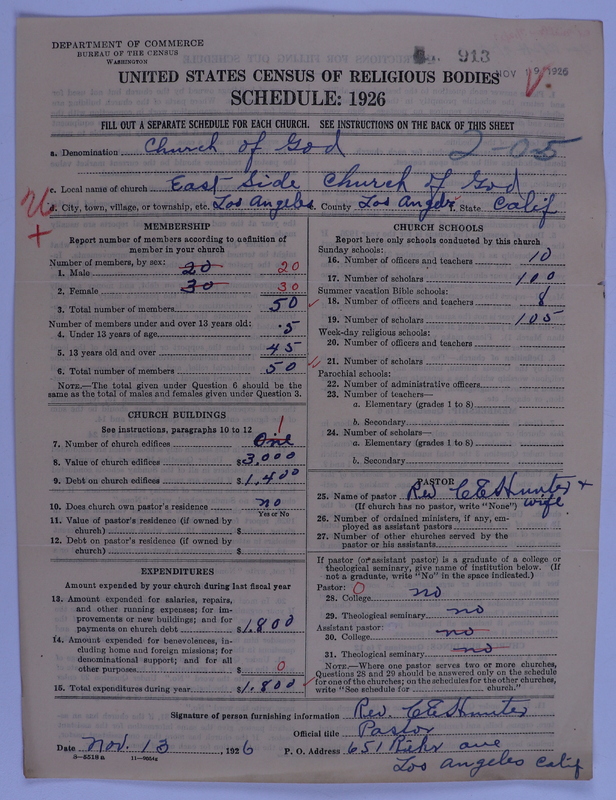 DEPARTMENT OF COMMERCE
BUREAU OF THE CENSUS
WASHINGTON
913
NOV 19 1926
UNITED STATES CENSUS OF RELIGIOUS BODIES
SCHEDULE: 1926
FILL OUT A SEPARATE SCHEDULE FOR EACH CHURCH. SEE INSTRUCTIONS ON THE BACK OF THIS SHEET
a. Denomination Church of God 2-05
c. Local name of church East Side Church of God
d. City, town, village, or township, etc. Los Angeles e. County Los Angeles f. State Calif
MEMBERSHIP
Report number of members according to definition of
member in your church
Number of members, by sex:
1. Male 20 20
2. Female 30 30
3. Total number of members 50
Number of members under and over 13 years old:
4. Under 13 years of age 5
5. 13 years old and over 45
6. Total number of members 50
NOTE.—The total given under Question 6 should be the
same as the total of males and females given under Question 3.
CHURCH BUILDINGS
See instructions, paragraphs 10 to 12
7. Number of church edifices One 1
8. Value of church edifices $3,000
9. Debt on church edifices $1,400
10. Does church own pastor's residence no
Yes or No
11. Value of pastor's residence (if owned by
church) $
12. Debt on pastor's residence (if owned by
church) $
EXPENDITURES
Amount expended by your church during last fiscal year
13. Amount expended for salaries, repairs,
and other running expenses; for im-
provements or new buildings; and for
payments on church debt $1.800
14. Amount expended for benevolences, in-
cluding home and foreign missions; for
denominational support; and for all
other purposes $ 0
15. Total expenditures during year $1.800
CHURCH SCHOOLS
Report here only schools conducted by this church
Sunday schools:
16. Number of officers and teachers 10
17. Number of scholars 100
Summer vacation Bible schools:
18. Number of officers and teachers 8
19. Number of scholars 105
Week-day religious schools:
20. Number of officers and teachers
21. Number of scholars
Parochial schools:
22. Number of administrative officers
23. Number of teachers—
a. Elementary (grades 1 to 8)
b. Secondary
24. Number of scholars—
a. Elementary (grades 1 to 8)
b. Secondary
PASTOR
25. Name of pastor Rev C E Hunter + wife
(If church has no pastor, write "None")
26. Number of ordained ministers, if any, em-
ployed as assistant pastors
27. Number of other churches served by the
pastor or his assistants
If pastor (or assistant pastor) is a graduate of a college or
theological seminary, give name of institution below. (If
not a graduate, write "No" in the space indicated.)
Pastor: 0
28. College no
29. Theological seminary no
Assistant pastor:
30. College no
31. Theological seminary no
NOTE.—Where one pastor serves two or more churches,
Questions 28 and 29 should be answered only on the schedule
for one of the churches; on the schedules for the other churches,
write "See schedule for church."
Signature of person furnishing information Rev. C E Hunter
Official title Pastor
Date Nov. 13, 1926 P. O. Address 651 Ave
Los Angeles Calif
8—5518a 11—9554g